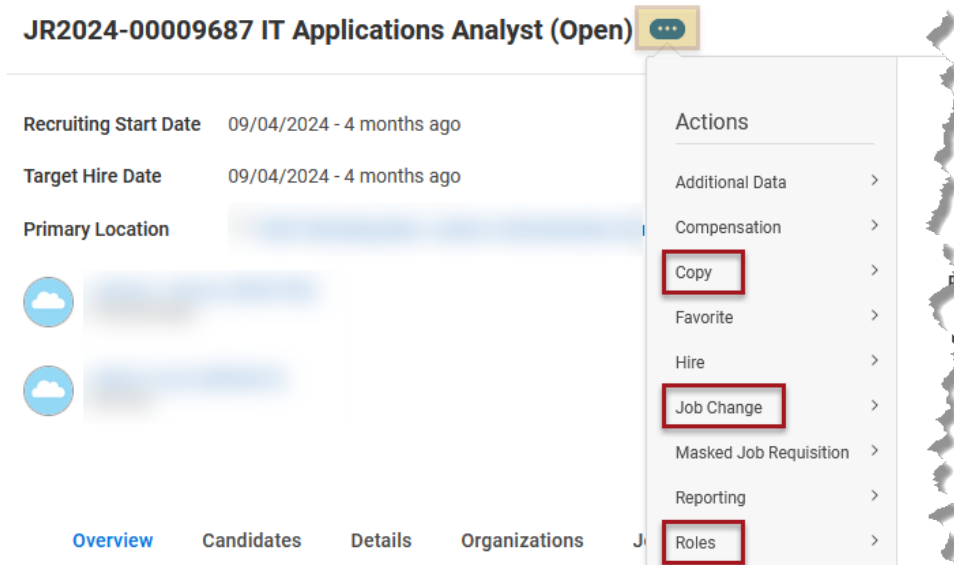 JR2024-00009687 IT Applications Analyst (Open)
Recruiting Start Date 09/04/2024 - 4 months ago
Target Hire Date 09/04/2024 - 4 months ago
Primary Location
Overview Candidates Details Organizations
Actions
Additional Data
Compensation
Copy
Favorite
Hire
Job Change
Masked Job Requisition
Reporting
Roles